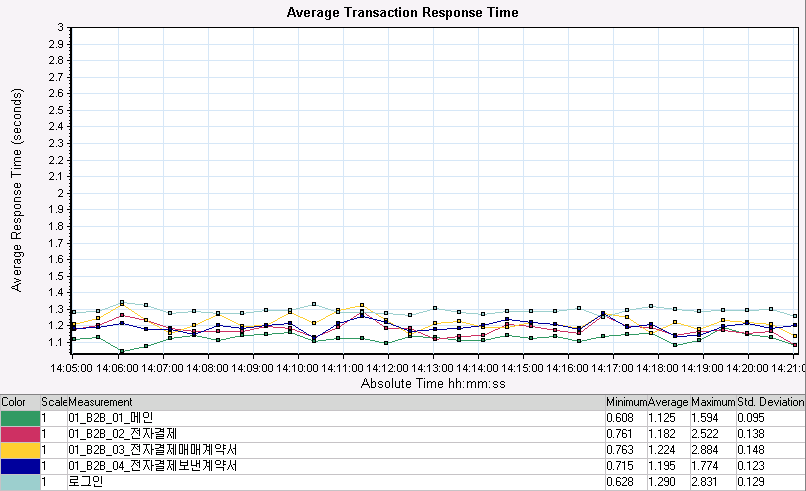 Average Transaction Response Time
Average Response Time (seconds)
3
2.9
2.8
2.7
2.6
2.5
2.4
2.3
2.2
2.1
2
1.9
1.8
1.7
1.6
1.5
1.4
1.3
1.2
1.1
14:05:00 14:06:00 14:07:00 14:08:00 14:09:00 14:10:00 14:11:00 14:12:00 14:13:00 14:14:00 14:15:00 14:16:00 14:17:00 14:18:00 14:19:00 14:20:00 14:21:0
Absolute Time hh:mm:ss
Color Scale Measurement Minimum Average Maximum Std. Deviation
1 01_B2B_01_메인 0.608 1.125 1.594 0.095
1 01_B2B_02_전자결제 0.761 1.182 2.522 0.138
1 01_B2B_03_전자결제매매계약서 0.763 1.224 2.884 0.148
1 01_B2B_04_전자결제보낸계약서 0.715 1.195 1.774 0.123
1 로그인 0.628 1.290 2.831 0.129